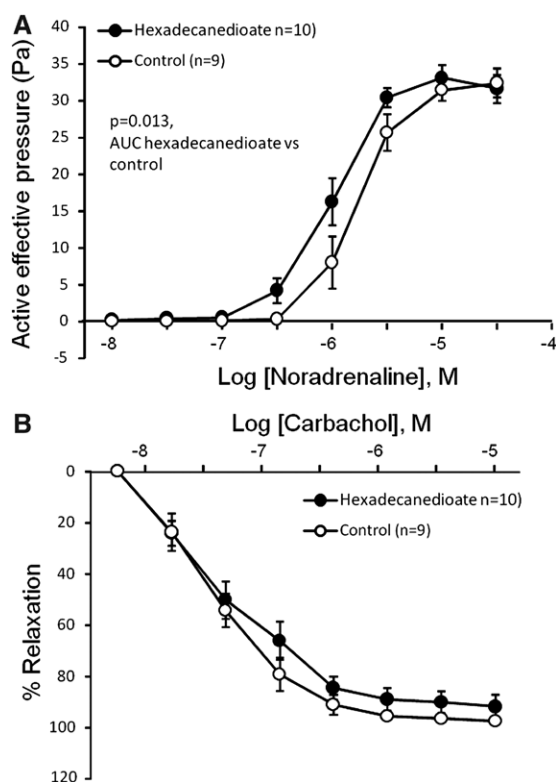 A
Hexadecanedioate n=10)
Control (n=9)
p=0.013,
AUC hexadecanedioate vs
control
Active effective pressure (Pa)
40
35
30
25
20
15
10
5
0
-5
-8 -7 -6 -5 -4
Log [Noradrenaline], M
B
Log [Carbachol], M
-8 -7 -6 -5
Hexadecanedioate n=10)
Control (n=9)
% Relaxation
0
20
40
60
80
100
120